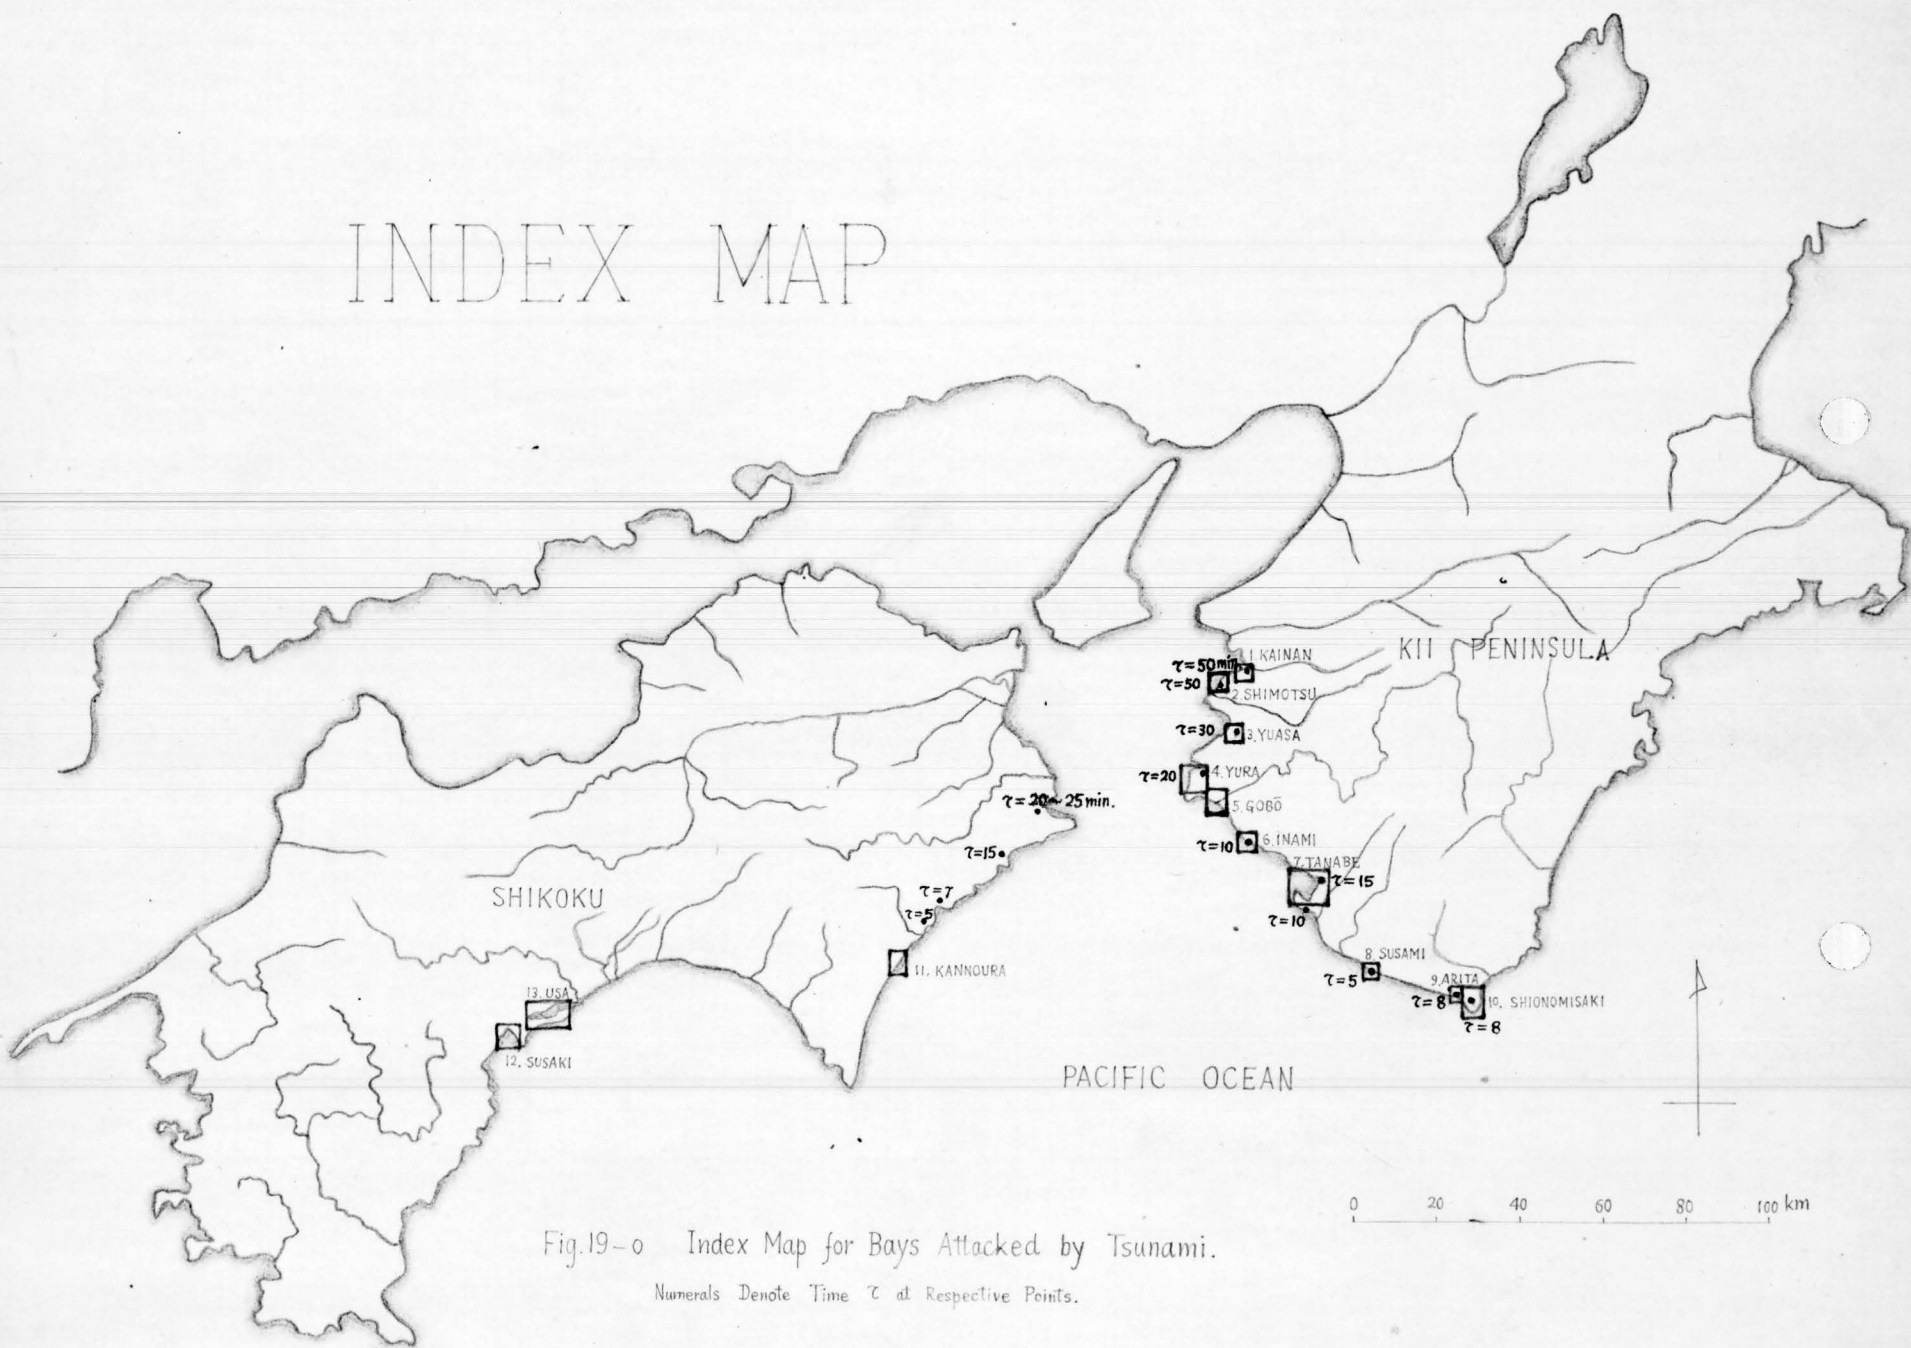 INDEX MAP
KII PENINSULA
τ=50min.
1. KAINAN
τ=50
2. SHIMOTSU
τ=30
3. YUASA
τ=20
4. YURA
5. GOBŌ
τ=20~25min.
τ=10
6. INAMI
τ=15
7. TANABE
τ=15
τ=10
τ=7
τ=5
SHIKOKU
8. SUSAMI
τ=5
11. KANNOURA
9. ARITA
τ=8
10. SHIONOMISAKI
τ=8
13. USA
12. SUSAKI
PACIFIC OCEAN
0 20 40 60 80 100 km
Fig.19-0 Index Map for Bays Attacked by Tsunami.
Numerals Denote Time τ at Respective Points.